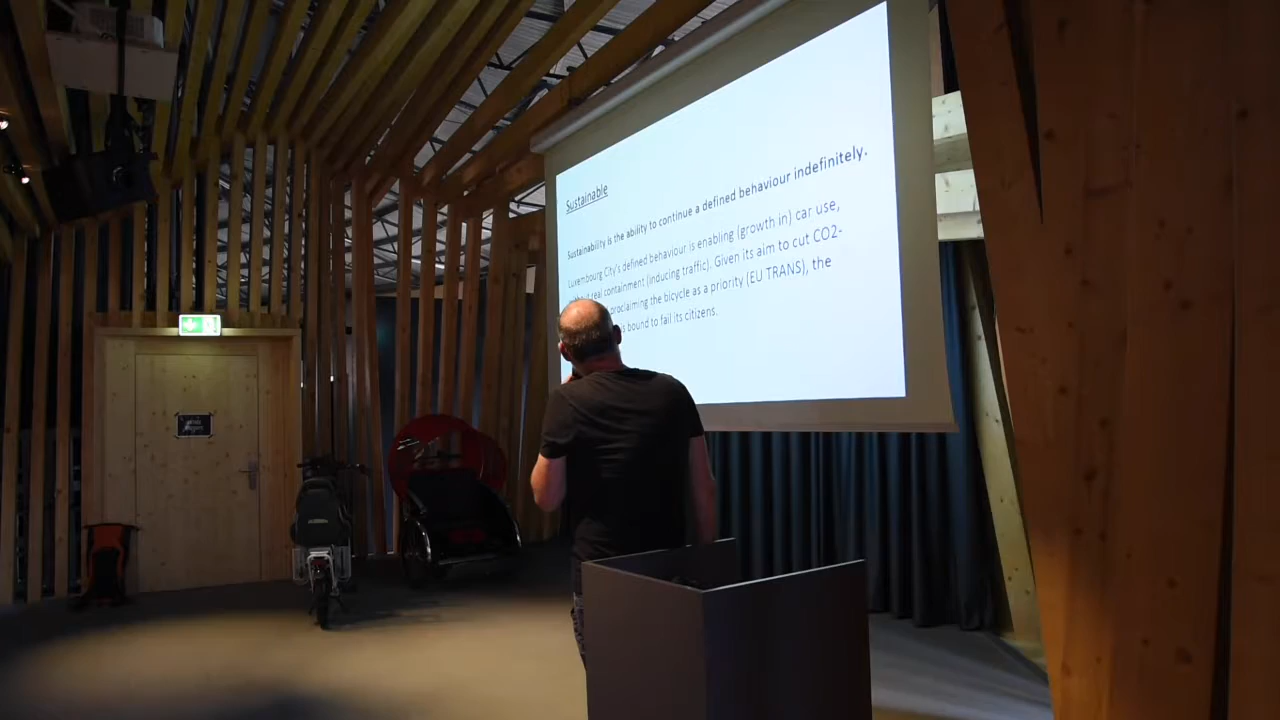 Sustainable
Sustainability is the ability to continue a defined behaviour indefinitely.
Luxembourg City's defined behaviour is enabling (growth in) car use,
real containment (inducing traffic). Given its aim to cut CO2-
proclaiming the bicycle as a priority (EU TRANS), the
is bound to fail its citizens.